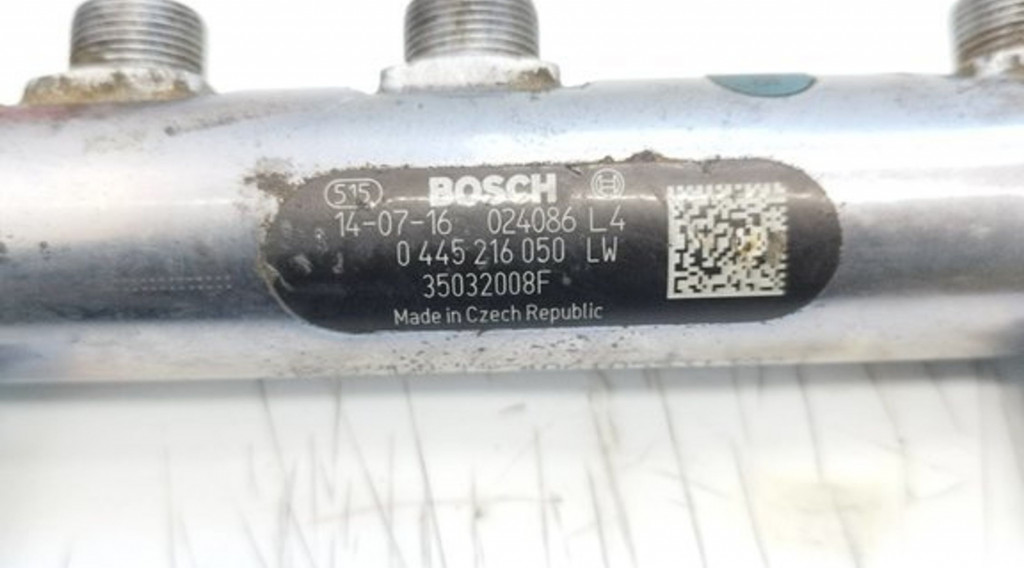 515 BOSCH
14-07-16 024086 L4
0 445 216 050 LW
35032008F
Made in Czech Republic